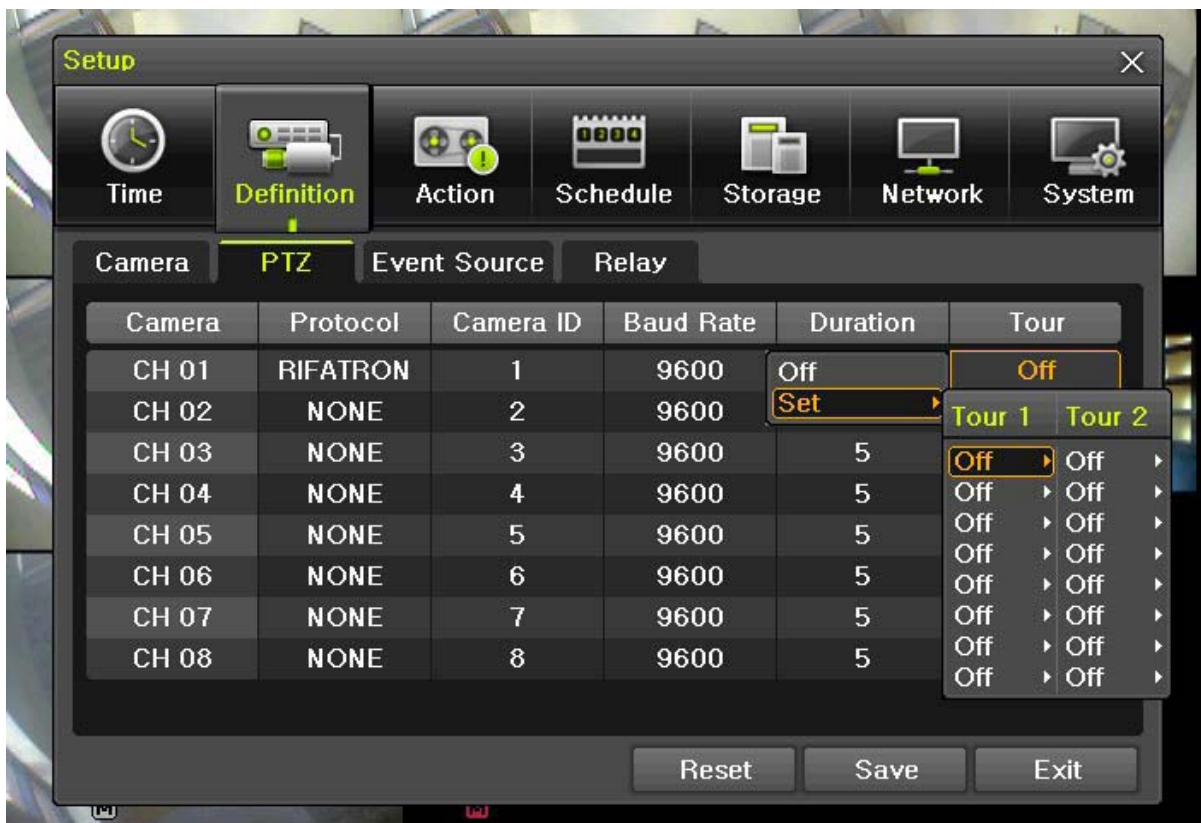 Setup
Time Definition Action Schedule Storage Network System
Camera PTZ Event Source Relay
Camera Protocol Camera ID Baud Rate Duration Tour
CH 01 RIFATRON 1 9600 Off Off
CH 02 NONE 2 9600 Set Tour 1 Tour 2
CH 03 NONE 3 9600 5 Off Off
CH 04 NONE 4 9600 5 Off Off
Off Off
CH 05 NONE 5 9600 5 Off Off
CH 06 NONE 6 9600 5 Off Off
CH 07 NONE 7 9600 5 Off Off
CH 08 NONE 8 9600 5 Off Off
Off Off
Reset Save Exit
M M